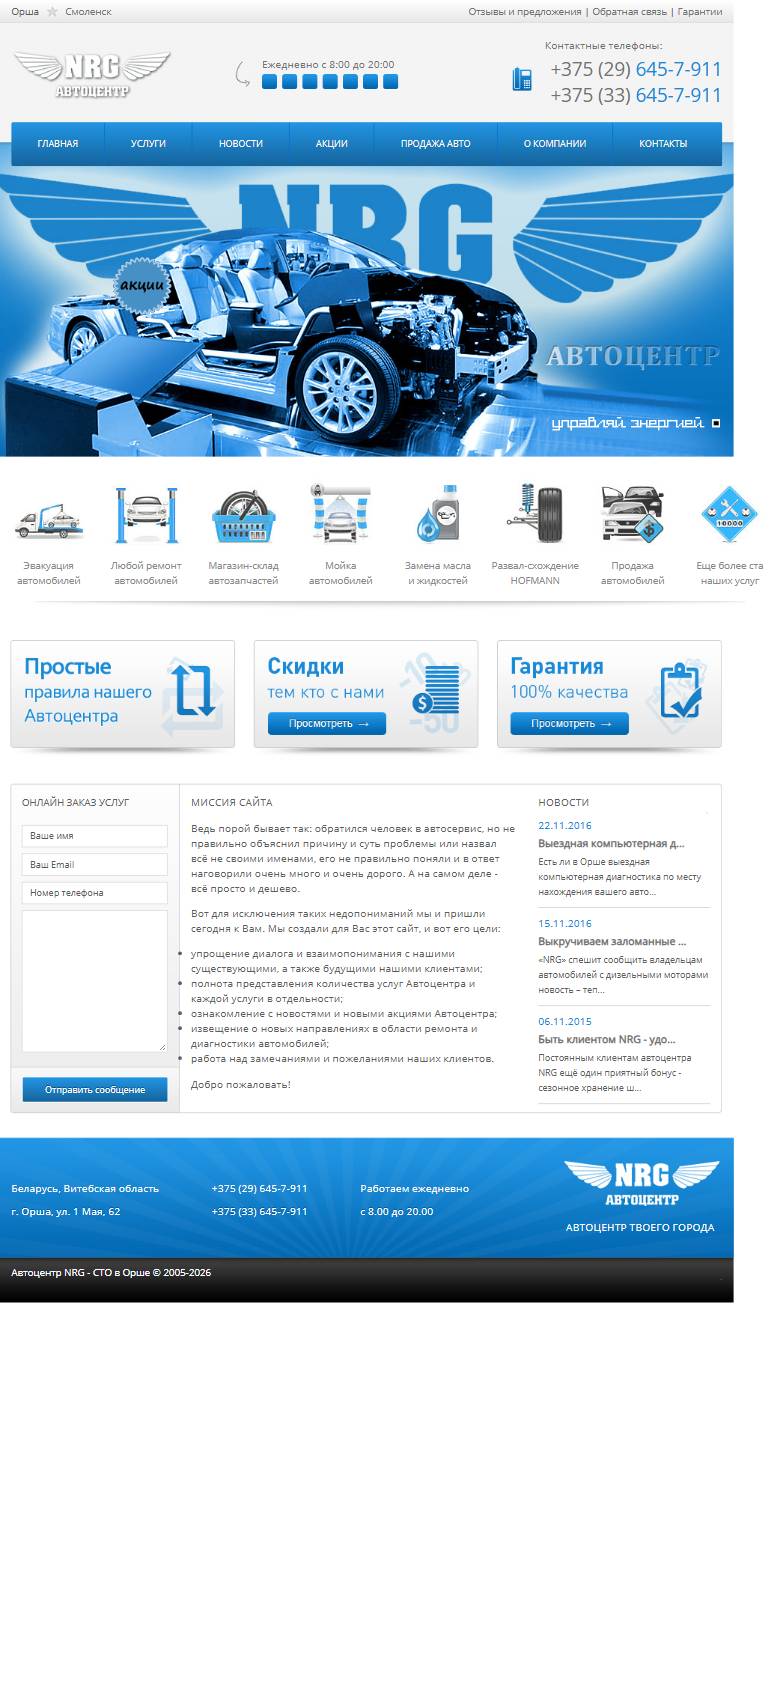 Орша Смоленск
Отзывы и предложения | Обратная связь | Гарантии
NRG
АВТОЦЕНТР
Ежедневно с 8:00 до 20:00
Контактные телефоны:
+375 (29) 645-7-911
+375 (33) 645-7-911
ГЛАВНАЯ УСЛУГИ НОВОСТИ АКЦИИ ПРОДАЖА АВТО О КОМПАНИИ КОНТАКТЫ
NRG
акции
АВТОЦЕНТР
управляй энергией
10000
Эвакуация
автомобилей
Любой ремонт
автомобилей
Магазин-склад
автозапчастей
Мойка
автомобилей
Замена масла
и жидкостей
Развал-схождение
HOFMANN
Продажа
автомобилей
Еще более ста
наших услуг
Простые
правила нашего
Автоцентра
Скидки
тем кто с нами
Просмотреть →
-10
-50
Гарантия
100% качества
Просмотреть →
ОНЛАЙН ЗАКАЗ УСЛУГ
Ваше имя
Ваш Email
Номер телефона
Отправить сообщение
МИССИЯ САЙТА
Ведь порой бывает так: обратился человек в автосервис, но не
правильно объяснил причину и суть проблемы или назвал
всё не своими именами, его не правильно поняли и в ответ
наговорили очень много и очень дорого. А на самом деле -
всё просто и дешево.
Вот для исключения таких недопониманий мы и пришли
сегодня к Вам. Мы создали для Вас этот сайт, и вот его цели:
упрощение диалога и взаимопонимания с нашими
существующими, а также будущими нашими клиентами;
полнота представления количества услуг Автоцентра и
каждой услуги в отдельности;
ознакомление с новостями и новыми акциями Автоцентра;
извещение о новых направлениях в области ремонта и
диагностики автомобилей;
работа над замечаниями и пожеланиями наших клиентов.
Добро пожаловать!
НОВОСТИ
22.11.2016
Выездная компьютерная д...
Есть ли в Орше выездная
компьютерная диагностика по месту
нахождения вашего авто...
15.11.2016
Выкручиваем заломанные ...
«NRG» спешит сообщить владельцам
автомобилей с дизельными моторами
новость – теп...
06.11.2015
Быть клиентом NRG - удо...
Постоянным клиентам автоцентра
NRG ещё один приятный бонус -
сезонное хранение ш...
Беларусь, Витебская область
г. Орша, ул. 1 Мая, 62
+375 (29) 645-7-911
+375 (33) 645-7-911
Работаем ежедневно
с 8.00 до 20.00
NRG
АВТОЦЕНТР
АВТОЦЕНТР ТВОЕГО ГОРОДА
Автоцентр NRG - СТО в Орше © 2005-2026